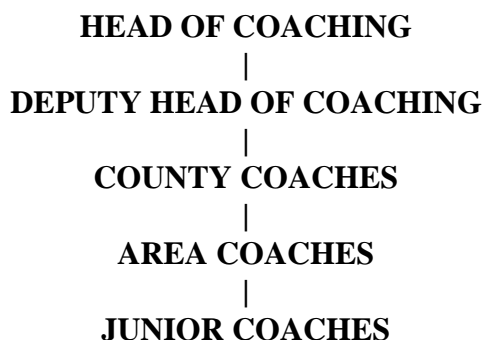 HEAD OF COACHING
|
DEPUTY HEAD OF COACHING
|
COUNTY COACHES
|
AREA COACHES
|
JUNIOR COACHES